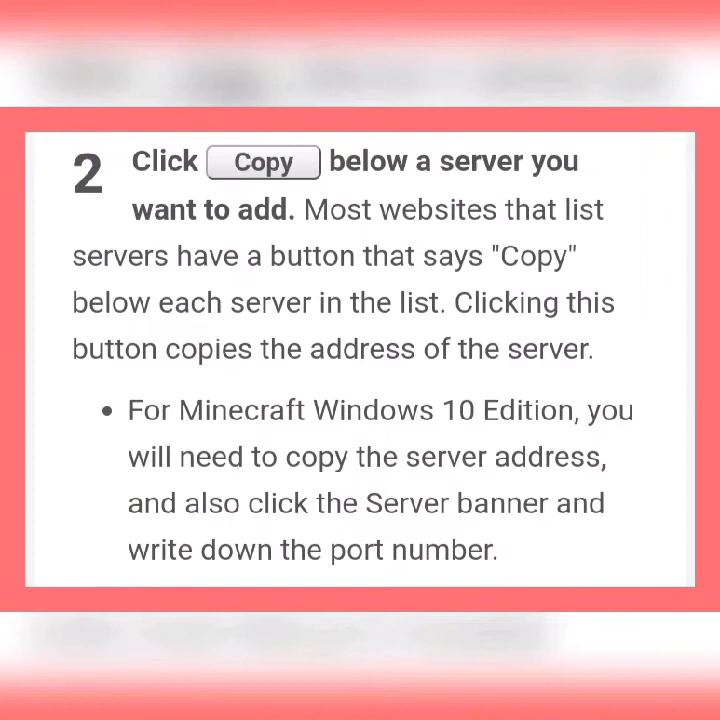 2 Click Copy below a server you
want to add. Most websites that list
servers have a button that says "Copy"
below each server in the list. Clicking this
button copies the address of the server.
• For Minecraft Windows 10 Edition, you
will need to copy the server address,
and also click the Server banner and
write down the port number.